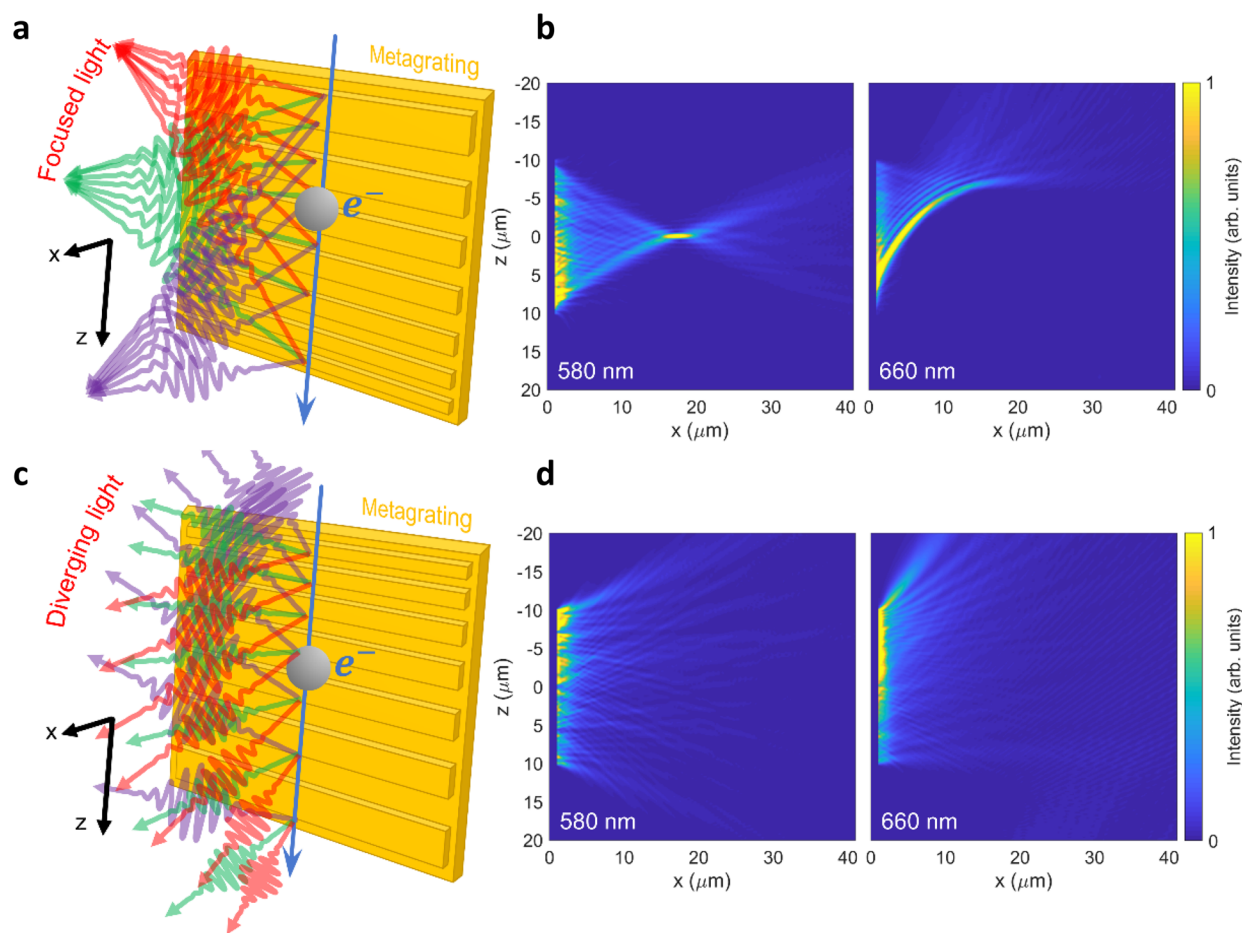 a
Metagrating
Focused light
e⁻
x
z
b
-20
-10
-5
0
5
10
15
20
z (μm)
580 nm
660 nm
0
10
20
30
40
x (μm)
0
10
20
30
40
x (μm)
1
0
Intensity (arb. units)
c
Metagrating
Diverging light
e⁻
x
z
d
-20
-15
-10
-5
0
5
10
15
20
z (μm)
580 nm
660 nm
0
10
20
30
40
x (μm)
0
10
20
30
40
x (μm)
1
0
Intensity (arb. units)